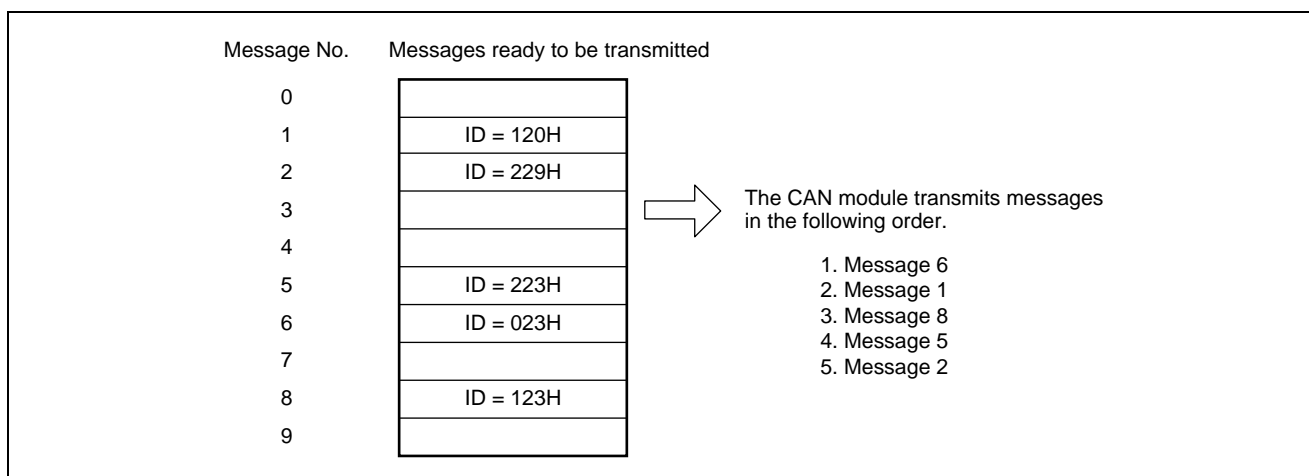 Message No. Messages ready to be transmitted
0
1 ID = 120H
2 ID = 229H
3
4
5 ID = 223H
6 ID = 023H
7
8 ID = 123H
9
The CAN module transmits messages
in the following order.
1. Message 6
2. Message 1
3. Message 8
4. Message 5
5. Message 2